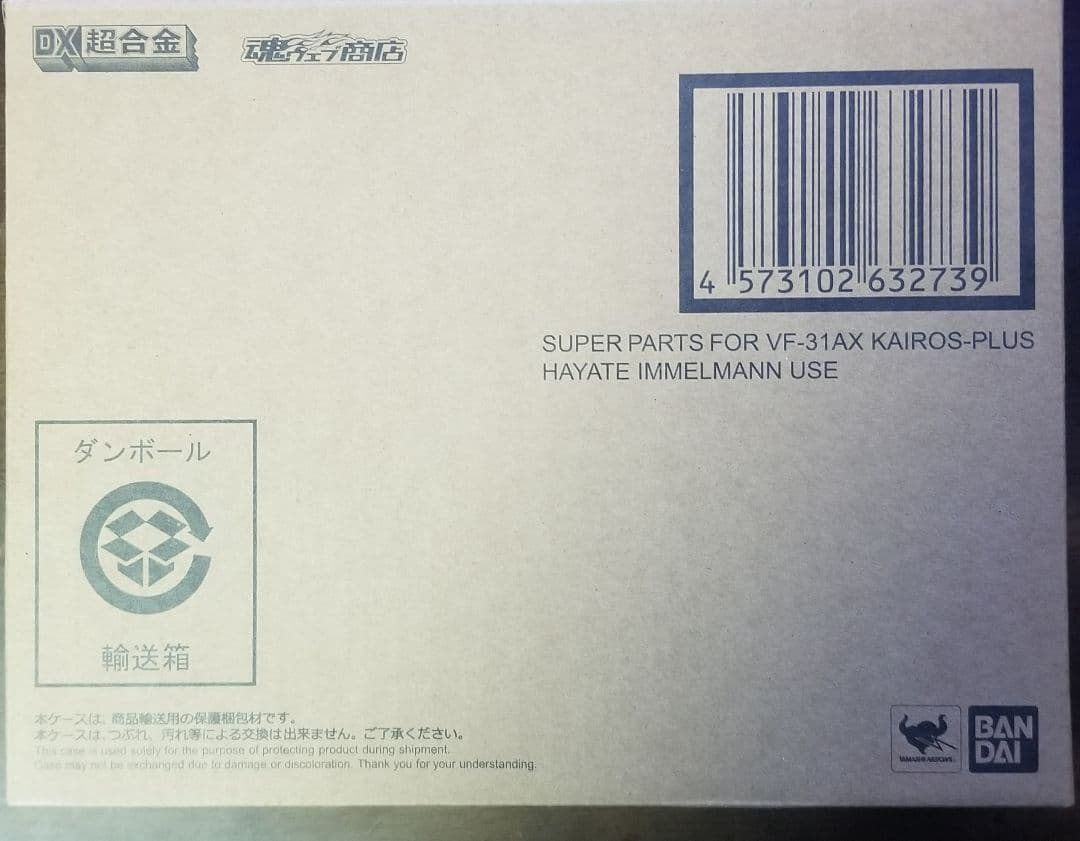 DX超合金
魂ウェブ商店
4 573102 632739
SUPER PARTS FOR VF-31AX KAIROS-PLUS
HAYATE IMMELMANN USE
ダンボール
輸送箱
本ケースは、商品輸送用の保護梱包材です。
本ケースは、つぶれ、汚れ等による交換は出来ません。ご了承ください。
This case is used solely for the purpose of protecting product during shipment.
Case may not be exchanged due to damage or discoloration. Thank you for your understanding.
TAMASHII NATIONS
BAN
DAI